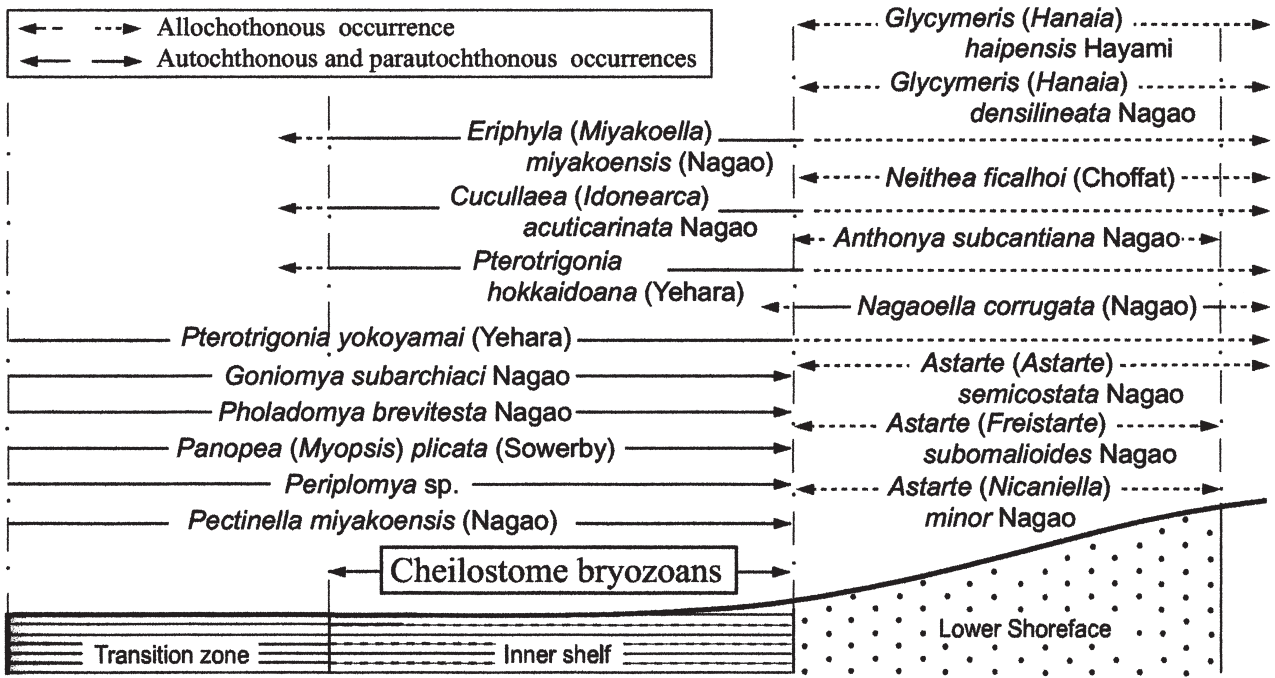 Allochothonous occurrence
Autochthonous and parautochthonous occurrences
Glycymeris (Hanaia)
haipensis Hayami
Glycymeris (Hanaia)
densilineata Nagao
Eriphyla (Miyakoella)
miyakoensis (Nagao)
Neithea ficalhoi (Choffat)
Cucullaea (Idonearca)
acuticarinata Nagao
Anthonya subcantiana Nagao
Pterotrigonia
hokkaidoana (Yehara)
Nagaoella corrugata (Nagao)
Pterotrigonia yokoyamai (Yehara)
Astarte (Astarte)
semicostata Nagao
Goniomya subarchiaci Nagao
Pholadomya brevitesta Nagao
Astarte (Freistarte)
subomalioides Nagao
Panopea (Myopsis) plicata (Sowerby)
Periplomya sp.
Astarte (Nicaniella)
minor Nagao
Pectinella miyakoensis (Nagao)
Cheilostome bryozoans
Transition zone
Inner shelf
Lower Shoreface